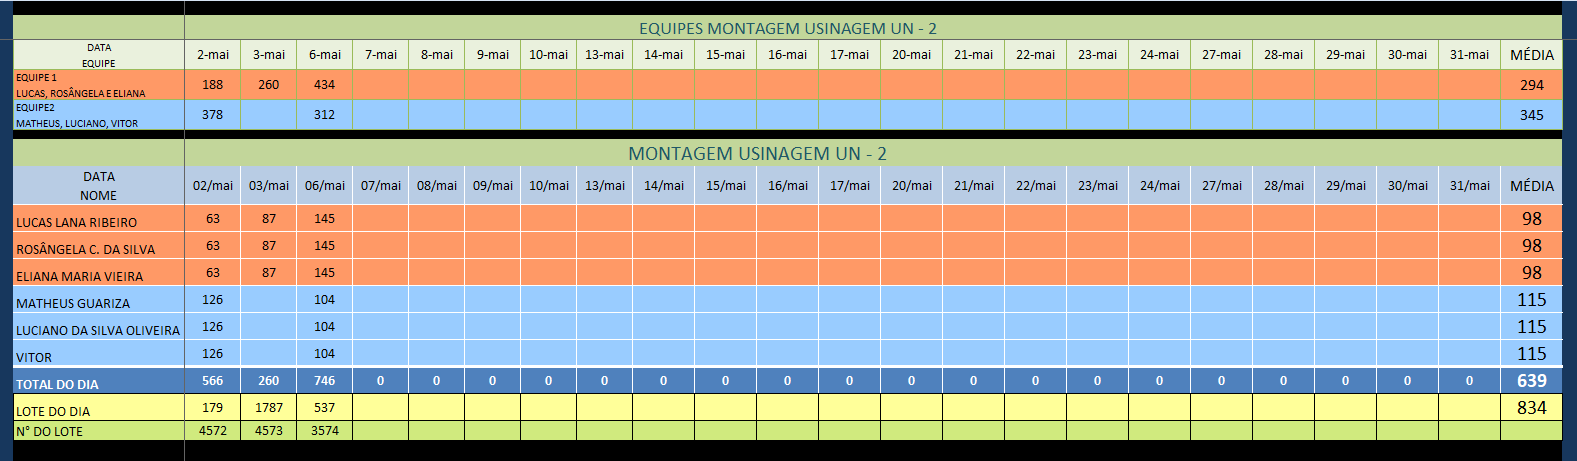 EQUIPES MONTAGEM USINAGEM UN - 2
DATA
EQUIPE
2-mai 3-mai 6-mai 7-mai 8-mai 9-mai 10-mai 13-mai 14-mai 15-mai 16-mai 17-mai 20-mai 21-mai 22-mai 23-mai 24-mai 27-mai 28-mai 29-mai 30-mai 31-mai MÉDIA
EQUIPE 1
LUCAS, ROSÂNGELA E ELIANA
188 260 434 294
EQUIPE2
MATHEUS, LUCIANO, VITOR
378 312 345
MONTAGEM USINAGEM UN - 2
DATA
NOME
02/mai 03/mai 06/mai 07/mai 08/mai 09/mai 10/mai 13/mai 14/mai 15/mai 16/mai 17/mai 20/mai 21/mai 22/mai 23/mai 24/mai 27/mai 28/mai 29/mai 30/mai 31/mai MÉDIA
LUCAS LANA RIBEIRO 63 87 145 98
ROSÂNGELA C. DA SILVA 63 87 145 98
ELIANA MARIA VIEIRA 63 87 145 98
MATHEUS GUARIZA 126 104 115
LUCIANO DA SILVA OLIVEIRA 126 104 115
VITOR 126 104 115
TOTAL DO DIA 566 260 746 0 0 0 0 0 0 0 0 0 0 0 0 0 0 0 0 0 0 0 639
LOTE DO DIA 179 1787 537 834
N° DO LOTE 4572 4573 3574